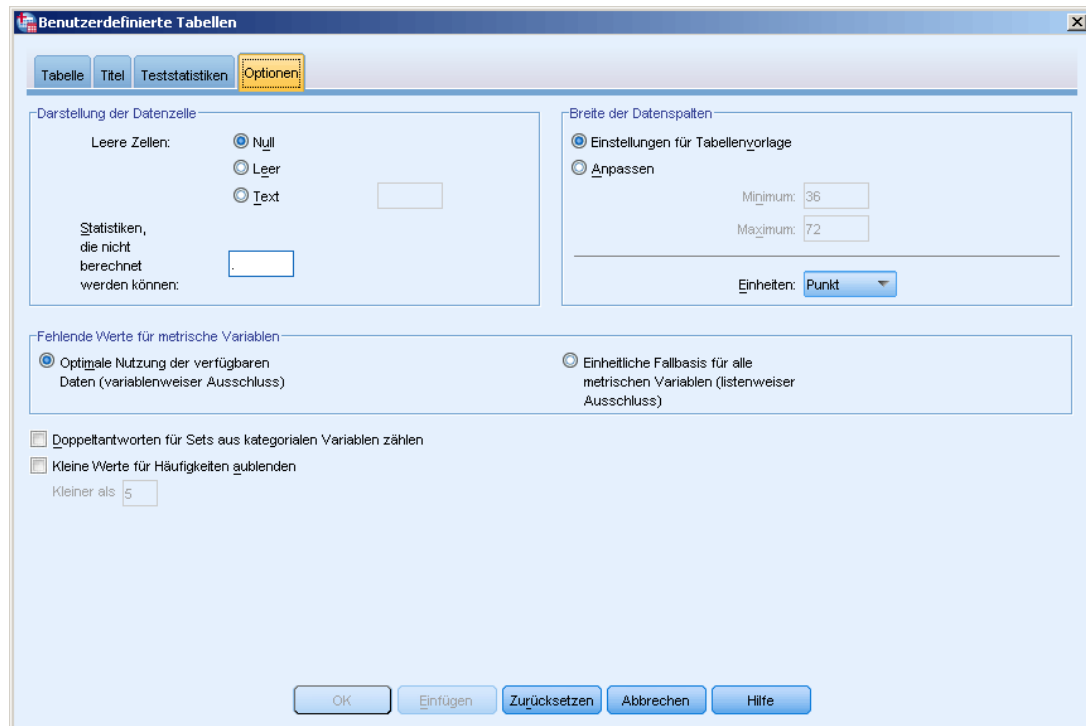 Benutzerdefinierte Tabellen
Tabelle Titel Teststatistiken Optionen
Darstellung der Datenzelle
Leere Zellen:
Null
Leer
Text
Statistiken,
die nicht
berechnet
werden können:
.
Breite der Datenspalten
Einstellungen für Tabellenvorlage
Anpassen
Minimum: 36
Maximum: 72
Einheiten: Punkt
Fehlende Werte für metrische Variablen
Optimale Nutzung der verfügbaren
Daten (variablenweiser Ausschluss)
Einheitliche Fallbasis für alle
metrischen Variablen (listenweiser
Ausschluss)
Doppeltantworten für Sets aus kategorialen Variablen zählen
Kleine Werte für Häufigkeiten aublenden
Kleiner als 5
OK Einfügen Zurücksetzen Abbrechen Hilfe